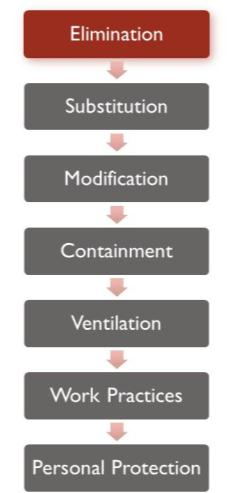 Elimination
Substitution
Modification
Containment
Ventilation
Work Practices
Personal Protection